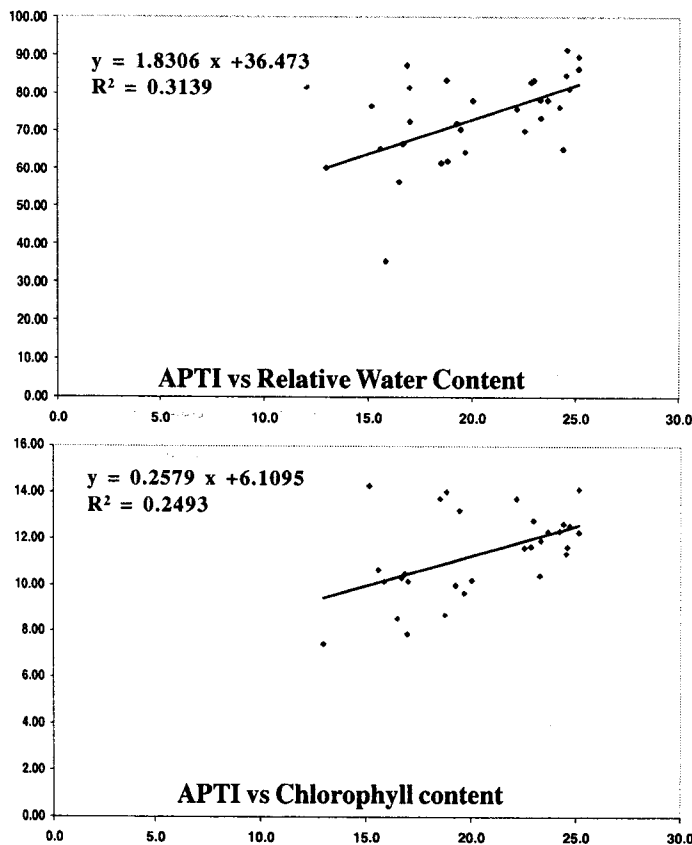 100.00
y = 1.8306 x +36.473
90.00
R² = 0.3139
80.00
70.00
60.00
50.00
40.00
30.00
20.00
10.00
APTI vs Relative Water Content
0.00
0.0 5.0 10.0 15.0 20.0 25.0 30.0
16.00
y = 0.2579 x +6.1095
14.00
R² = 0.2493
12.00
10.00
8.00
6.00
4.00
2.00
APTI vs Chlorophyll content
0.00
0.0 5.0 10.0 15.0 20.0 25.0 30.0